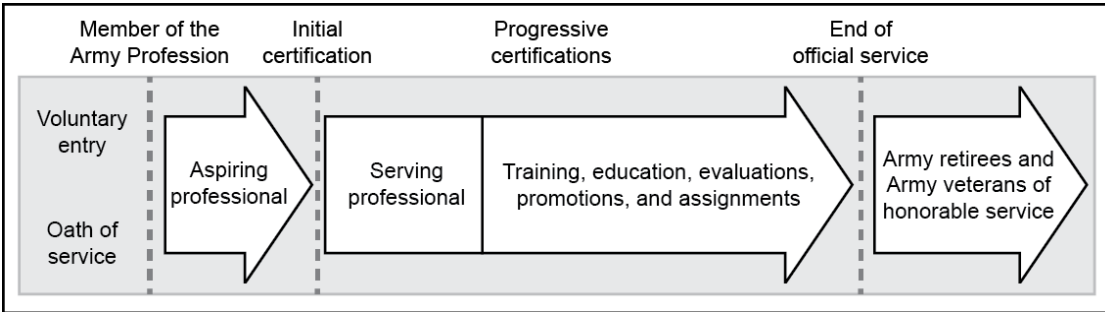 Member of the
Army Profession
Initial
certification
Progressive
certifications
End of
official service
Voluntary
entry
Oath of
service
Aspiring
professional
Serving
professional
Training, education, evaluations,
promotions, and assignments
Army retirees and
Army veterans of
honorable service